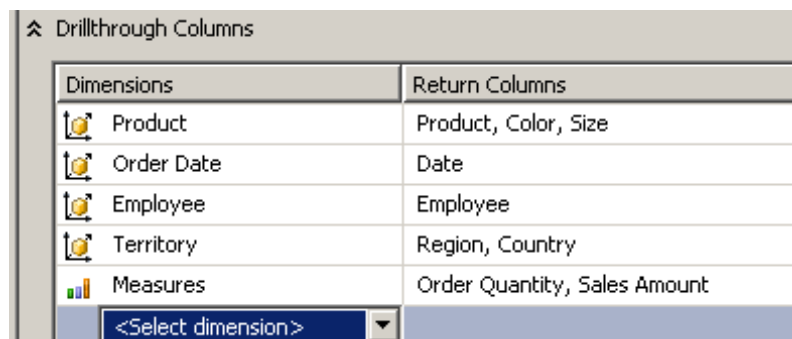 Drillthrough Columns
Dimensions Return Columns
Product Product, Color, Size
Order Date Date
Employee Employee
Territory Region, Country
Measures Order Quantity, Sales Amount
<Select dimension>